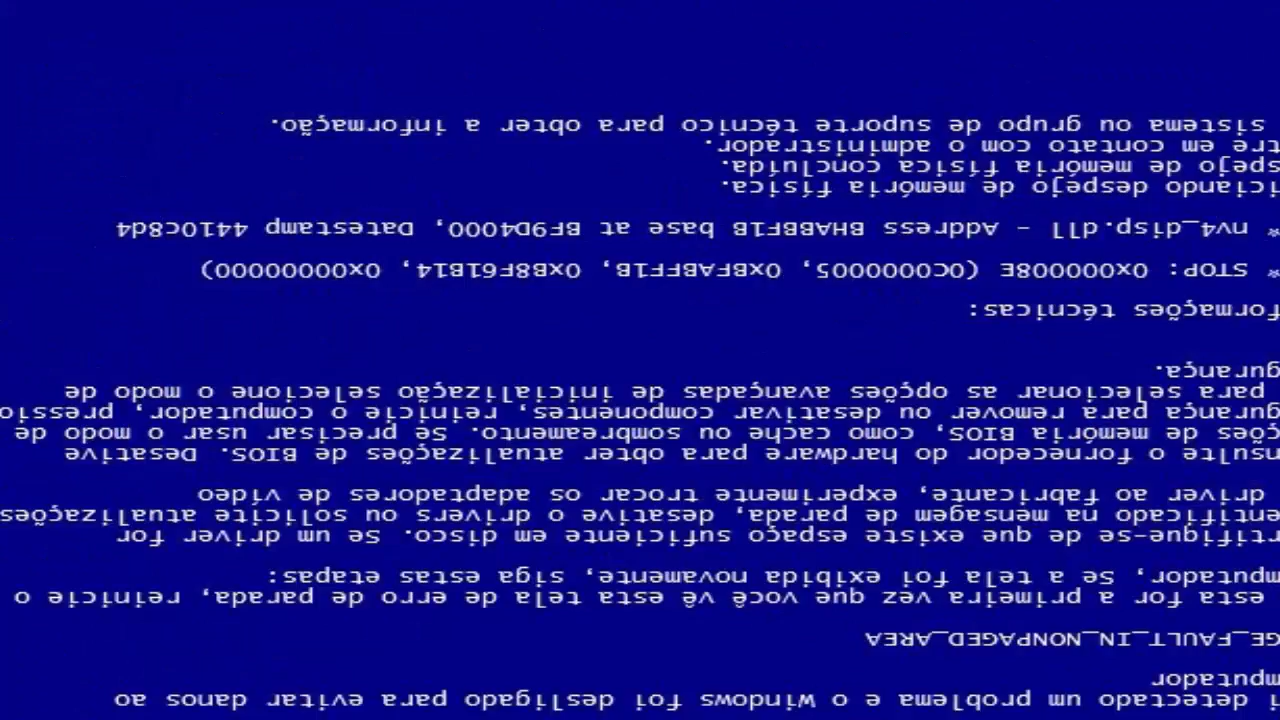 i detectado um problema e o Windows foi desligado para evitar danos ao
mputador
GE_FAULT_IN_NONPAGED_AREA
esta for a primeira vez que você vê esta tela de erro de parada, reinicie o
mputador, Se a tela foi exibida novamente, siga estas etapas:
rtifique-se de que existe espaço suficiente em disco. Se um driver for
entificado na mensagem de parada, desative o drivers ou solicite atualizações
driver ao fabricante, experimente trocar os adaptadores de vídeo
nsulte o fornecedor do hardware para obter atualizações de BIOS. Desative
ções de memória BIOS, como cache ou sombreamento. Se precisar usar o modo de
gurança para remover ou desativar componentes, reinicie o computador, pressio
para selecionar as opções avançadas de inicialização selecione o modo de
gurança.
formações técnicas:
* STOP: 0x000008E (0C0000005, 0xBFABFF1B, 0xB8F61B14, 0x00000000)
* nv4_disp.dll - Address BHABBF1B base at BF9D4000, Datestamp 4410c8d4
iciando despejo de memória física.
spejo de memória física concluída.
tre em contato com o administrador.
sistema ou grupo de suporte técnico para obter a informação.